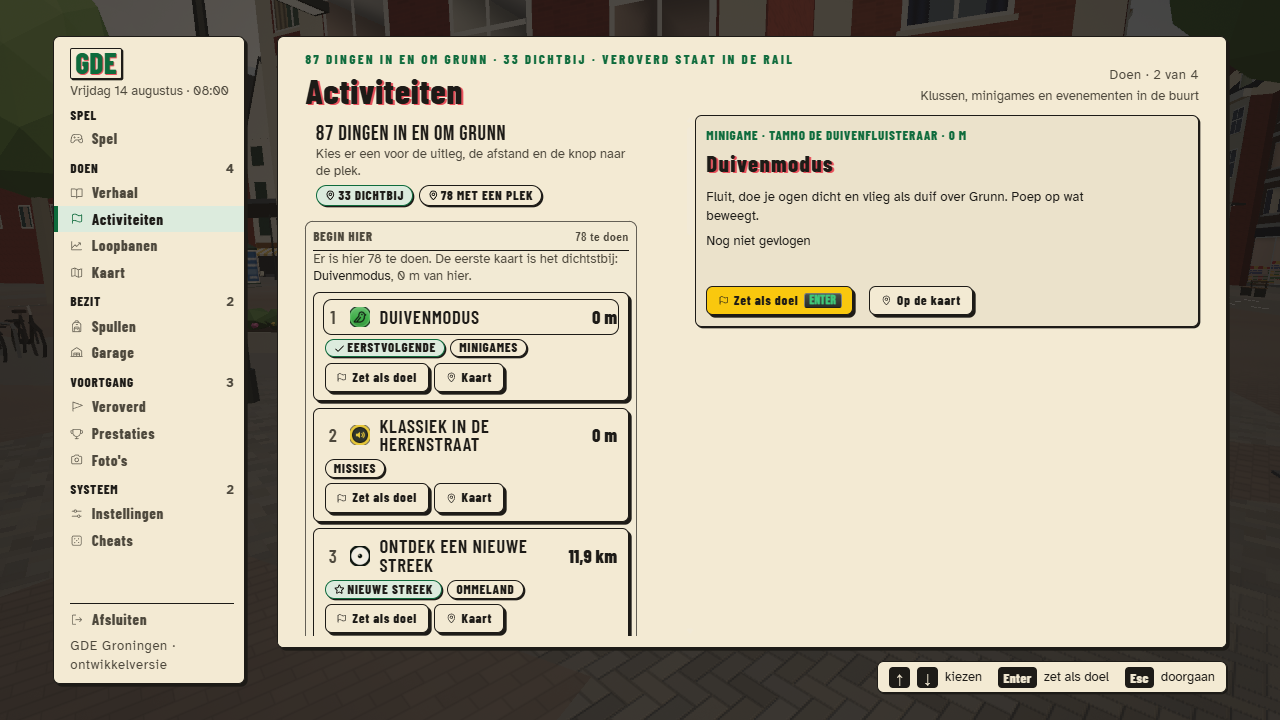 GDE
Vrijdag 14 augustus · 08:00
SPEL
Spel
DOEN 4
Verhaal
Activiteiten
Loopbanen
Kaart
BEZIT 2
Spullen
Garage
VOORTGANG 3
Veroverd
Prestaties
Foto's
SYSTEEM 2
Instellingen
Cheats
Afsluiten
GDE Groningen ·
ontwikkelversie
87 DINGEN IN EN OM GRUNN · 33 DICHTBIJ · VEROVERD STAAT IN DE RAIL
Activiteiten
Doen · 2 van 4
Klussen, minigames en evenementen in de buurt
87 DINGEN IN EN OM GRUNN
Kies er een voor de uitleg, de afstand en de knop naar
de plek.
33 DICHTBIJ 78 MET EEN PLEK
BEGIN HIER 78 te doen
Er is hier 78 te doen. De eerste kaart is het dichtstbij:
Duivenmodus, 0 m van hier.
1 DUIVENMODUS 0 m
EERSTVOLGENDE MINIGAMES
Zet als doel Kaart
2 KLASSIEK IN DE
HERENSTRAAT 0 m
MISSIES
Zet als doel Kaart
3 ONTDEK EEN NIEUWE
STREEK 11,9 km
NIEUWE STREEK OMMELAND
Zet als doel Kaart
MINIGAME · TAMMO DE DUIVENFLUISTERAAR · 0 M
Duivenmodus
Fluit, doe je ogen dicht en vlieg als duif over Grunn. Poep op wat
beweegt.
Nog niet gevlogen
Zet als doel ENTER Op de kaart
↑ ↓ kiezen Enter zet als doel Esc doorgaan